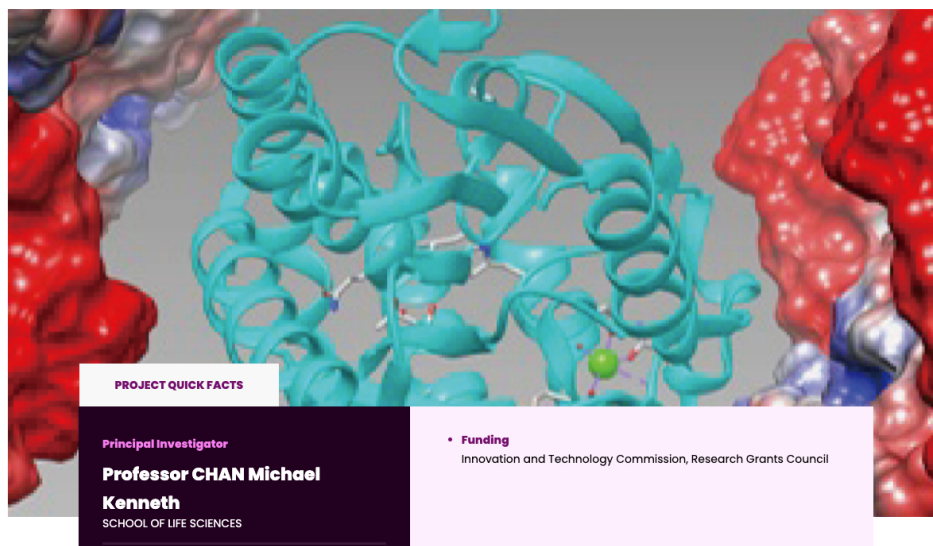 PROJECT QUICK FACTS
Principal Investigator
Professor CHAN Michael
Kenneth
SCHOOL OF LIFE SCIENCES
• Funding
Innovation and Technology Commission, Research Grants Council